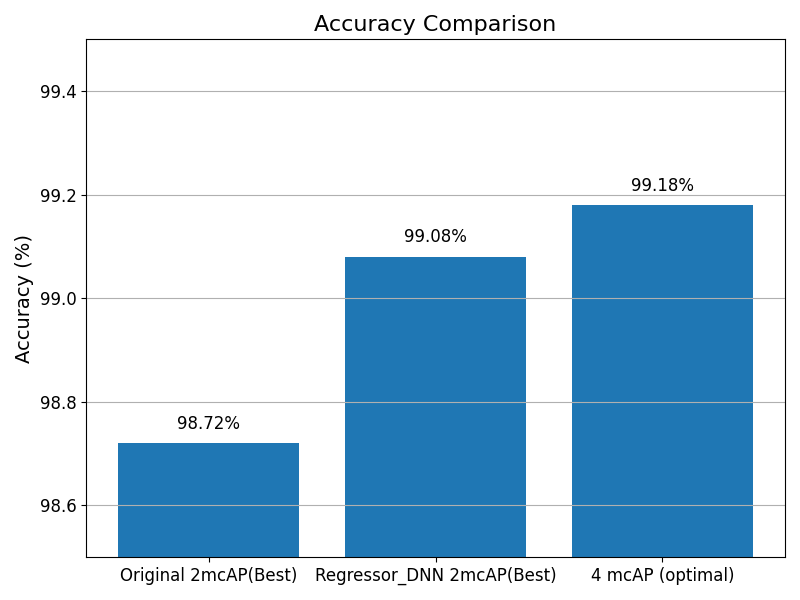 Accuracy Comparison
Accuracy (%)
99.4
99.2
99.0
98.8
98.6
98.72%
99.08%
99.18%
Original 2mcAP(Best)
Regressor_DNN 2mcAP(Best)
4 mcAP (optimal)